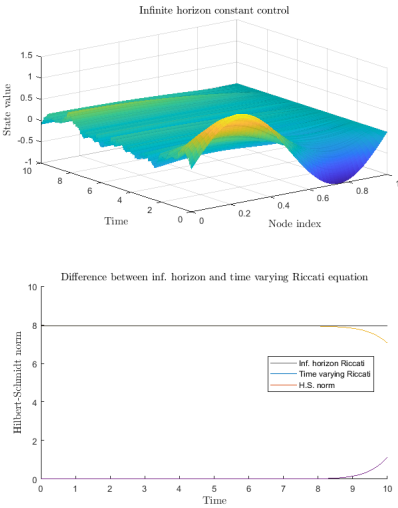 Infinite horizon constant control
1.5
1
0.5
0
-0.5
-1
10
8
6
4
2
0
0
0.2
0.4
0.6
0.8
1
State value
Time
Node index
Difference between inf. horizon and time varying Riccati equation
10
8
6
4
2
0
Hilbert-Schmidt norm
Inf. horizon Riccati
Time varying Riccati
H.S. norm
0 1 2 3 4 5 6 7 8 9 10
Time